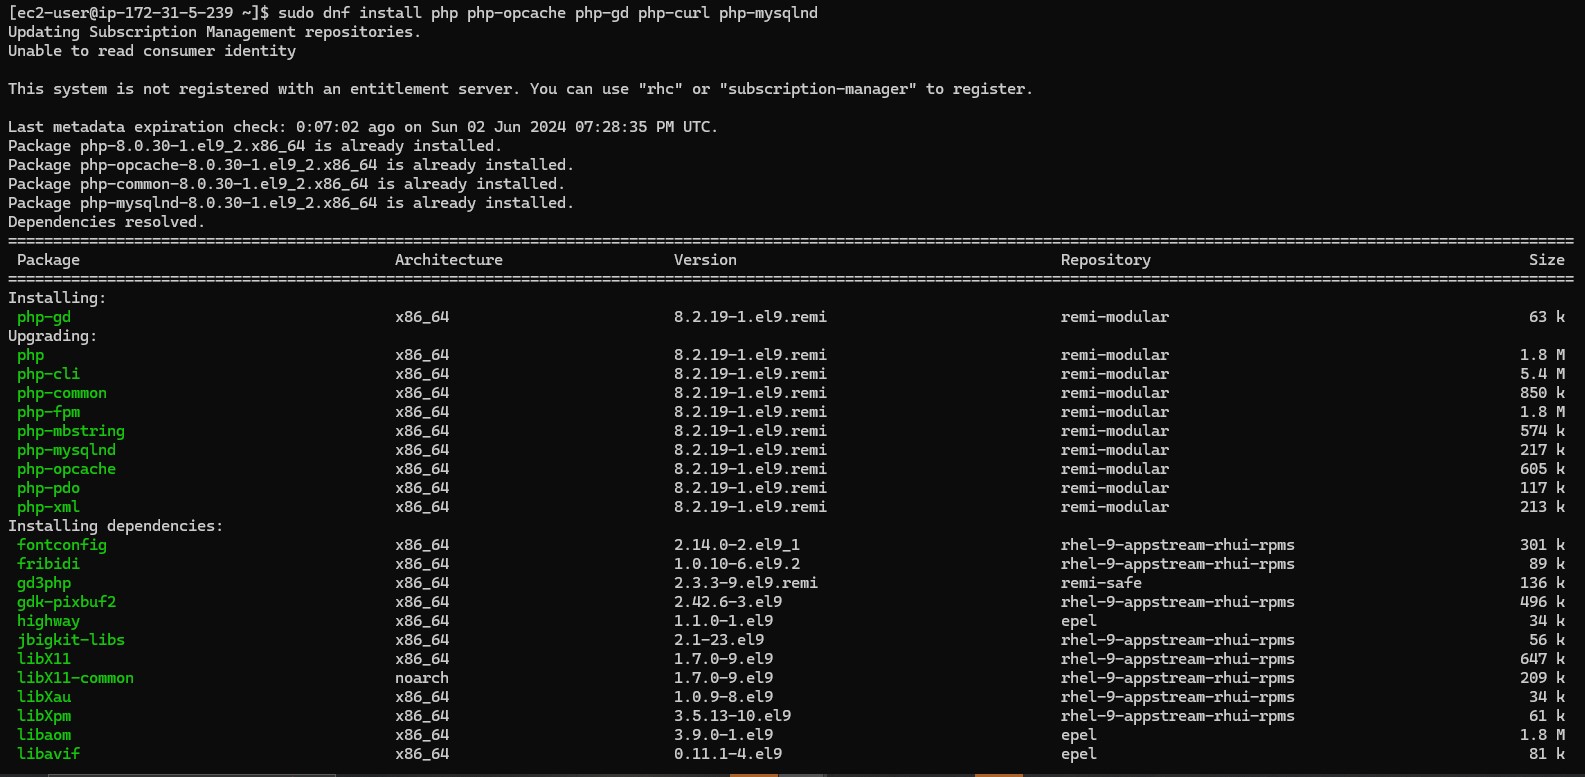 [ec2-user@ip-172-31-5-239 ~]$ sudo dnf install php php-opcache php-gd php-curl php-mysqlnd
Updating Subscription Management repositories.
Unable to read consumer identity
This system is not registered with an entitlement server. You can use "rhc" or "subscription-manager" to register.
Last metadata expiration check: 0:07:02 ago on Sun 02 Jun 2024 07:28:35 PM UTC.
Package php-8.0.30-1.el9_2.x86_64 is already installed.
Package php-opcache-8.0.30-1.el9_2.x86_64 is already installed.
Package php-common-8.0.30-1.el9_2.x86_64 is already installed.
Package php-mysqlnd-8.0.30-1.el9_2.x86_64 is already installed.
Dependencies resolved.
Package Architecture Version Repository Size
Installing:
php-gd x86_64 8.2.19-1.el9.remi remi-modular 63 k
Upgrading:
php x86_64 8.2.19-1.el9.remi remi-modular 1.8 M
php-cli x86_64 8.2.19-1.el9.remi remi-modular 5.4 M
php-common x86_64 8.2.19-1.el9.remi remi-modular 850 k
php-fpm x86_64 8.2.19-1.el9.remi remi-modular 1.8 M
php-mbstring x86_64 8.2.19-1.el9.remi remi-modular 574 k
php-mysqlnd x86_64 8.2.19-1.el9.remi remi-modular 217 k
php-opcache x86_64 8.2.19-1.el9.remi remi-modular 605 k
php-pdo x86_64 8.2.19-1.el9.remi remi-modular 117 k
php-xml x86_64 8.2.19-1.el9.remi remi-modular 213 k
Installing dependencies:
fontconfig x86_64 2.14.0-2.el9_1 rhel-9-appstream-rhui-rpms 301 k
fribidi x86_64 1.0.10-6.el9.2 rhel-9-appstream-rhui-rpms 89 k
gd3php x86_64 2.3.3-9.el9.remi remi-safe 136 k
gdk-pixbuf2 x86_64 2.42.6-3.el9 rhel-9-appstream-rhui-rpms 496 k
highway x86_64 1.1.0-1.el9 epel 34 k
jbigkit-libs x86_64 2.1-23.el9 rhel-9-appstream-rhui-rpms 56 k
libX11 x86_64 1.7.0-9.el9 rhel-9-appstream-rhui-rpms 647 k
libX11-common noarch 1.7.0-9.el9 rhel-9-appstream-rhui-rpms 209 k
libXau x86_64 1.0.9-8.el9 rhel-9-appstream-rhui-rpms 34 k
libXpm x86_64 3.5.13-10.el9 rhel-9-appstream-rhui-rpms 61 k
libaom x86_64 3.9.0-1.el9 epel 1.8 M
libavif x86_64 0.11.1-4.el9 epel 81 k